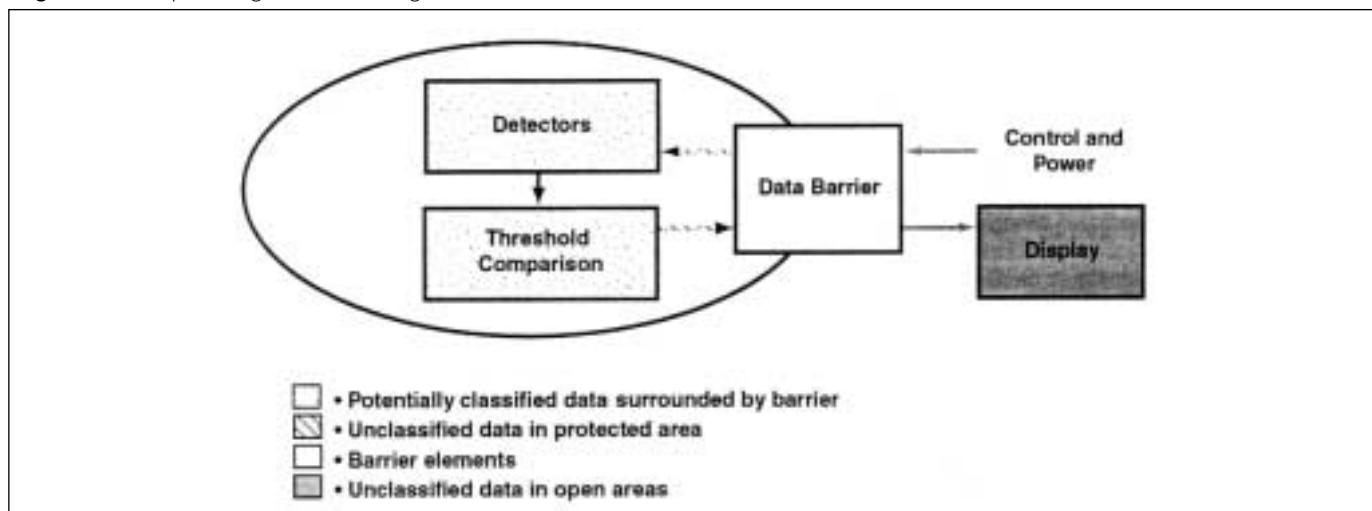 Detectors
Control and
Power
Data Barrier
Threshold
Comparison
Display
• Potentially classified data surrounded by barrier
• Unclassified data in protected area
• Barrier elements
• Unclassified data in open areas